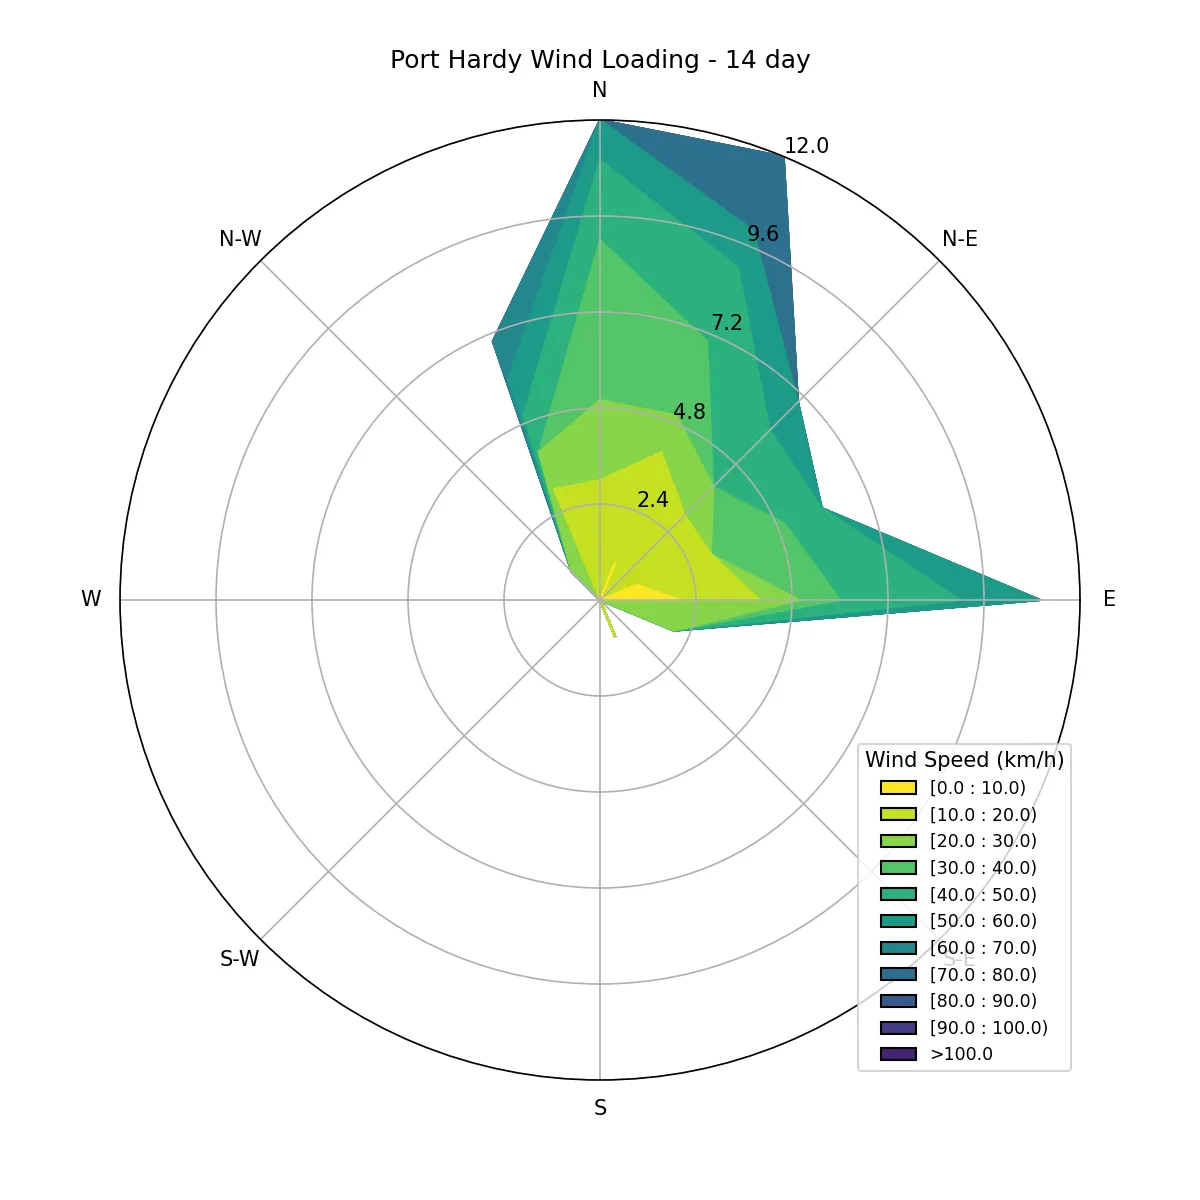 Port Hardy Wind Loading - 14 day
N
12.0
9.6
N-W
N-E
7.2
4.8
2.4
W
E
Wind Speed (km/h)
[0.0 : 10.0)
[10.0 : 20.0)
[20.0 : 30.0)
[30.0 : 40.0)
[40.0 : 50.0)
[50.0 : 60.0)
[60.0 : 70.0)
S-W
S-E
[70.0 : 80.0)
[80.0 : 90.0)
[90.0 : 100.0)
>100.0
S